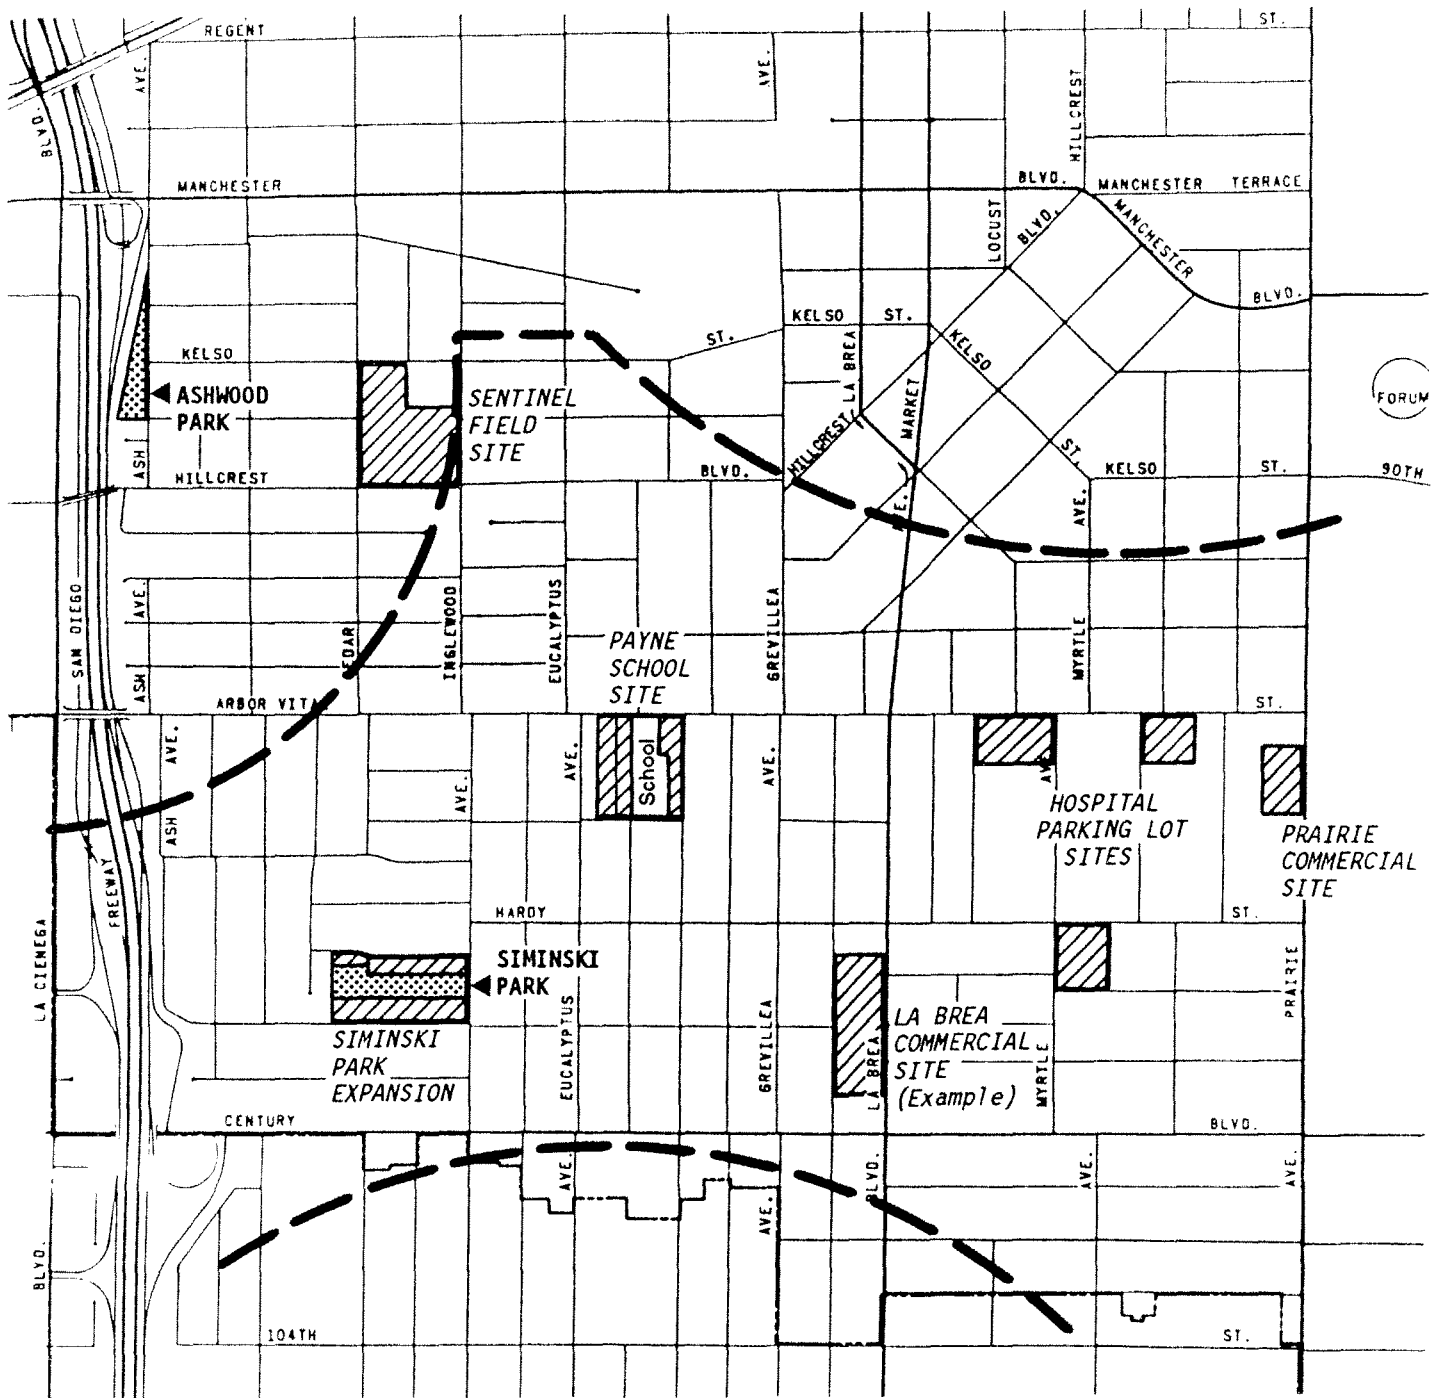 REGENT
ST.
AVE.
AVE.
HILLCREST
BLVD.
MANCHESTER
BLVD.
MANCHESTER TERRACE
LOCUST
BLVD.
MANCHESTER
BLVD.
KELSO ST.
ST.
LA BREA
KELSO
KELSO
ASHWOOD
PARK
SENTINEL
FIELD
SITE
MARKET
FORUM
HILLCREST
ST.
ASH
HILLCREST
BLVD.
KELSO
ST.
90TH
AVE.
AVE.
SAN DIEGO
AVE.
ASH
CEDAR
INGLEWOOD
EUCALYPTUS
PAYNE
SCHOOL
SITE
GREVILLEA
MYRTLE
ARBOR VITAE
ST.
AVE.
ASH
AVE.
AVE.
School
AVE.
AVE.
HOSPITAL
PARKING LOT
SITES
PRAIRIE
COMMERCIAL
SITE
FREEWAY
HARDY
ST.
LA CIENEGA
SIMINSKI
PARK
PRAIRIE
SIMINSKI
PARK
EXPANSION
EUCALYPTUS
GREVILLEA
LA BREA
LA BREA
COMMERCIAL
SITE
(Example)
MYRTLE
CENTURY
BLVD.
AVE.
BLVD.
AVE.
AVE.
AVE.
BLVD.
104TH
ST.